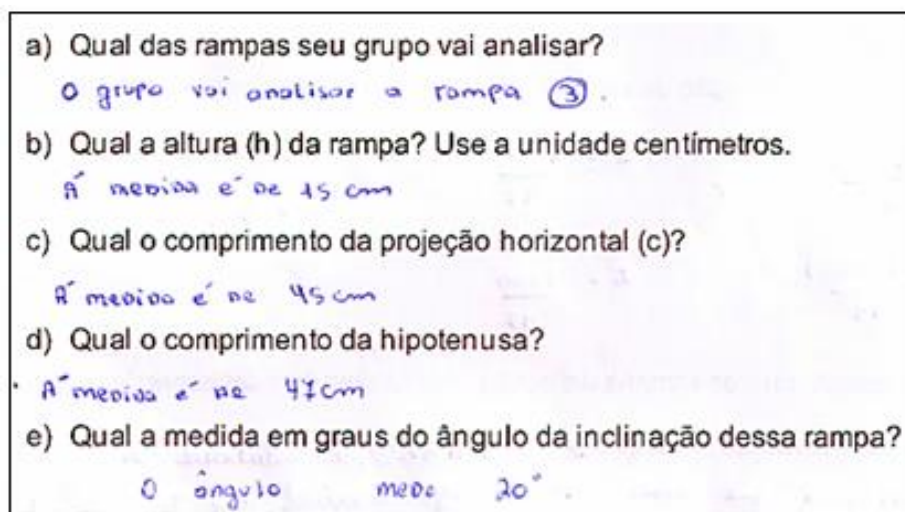 a) Qual das rampas seu grupo vai analisar?
O grupo vai analisar a rampa ③.
b) Qual a altura (h) da rampa? Use a unidade centímetros.
A medida é de 15 cm
c) Qual o comprimento da projeção horizontal (c)?
A medida é de 45 cm
d) Qual o comprimento da hipotenusa?
A medida é de 47cm
e) Qual a medida em graus do ângulo da inclinação dessa rampa?
O ângulo mede 20°